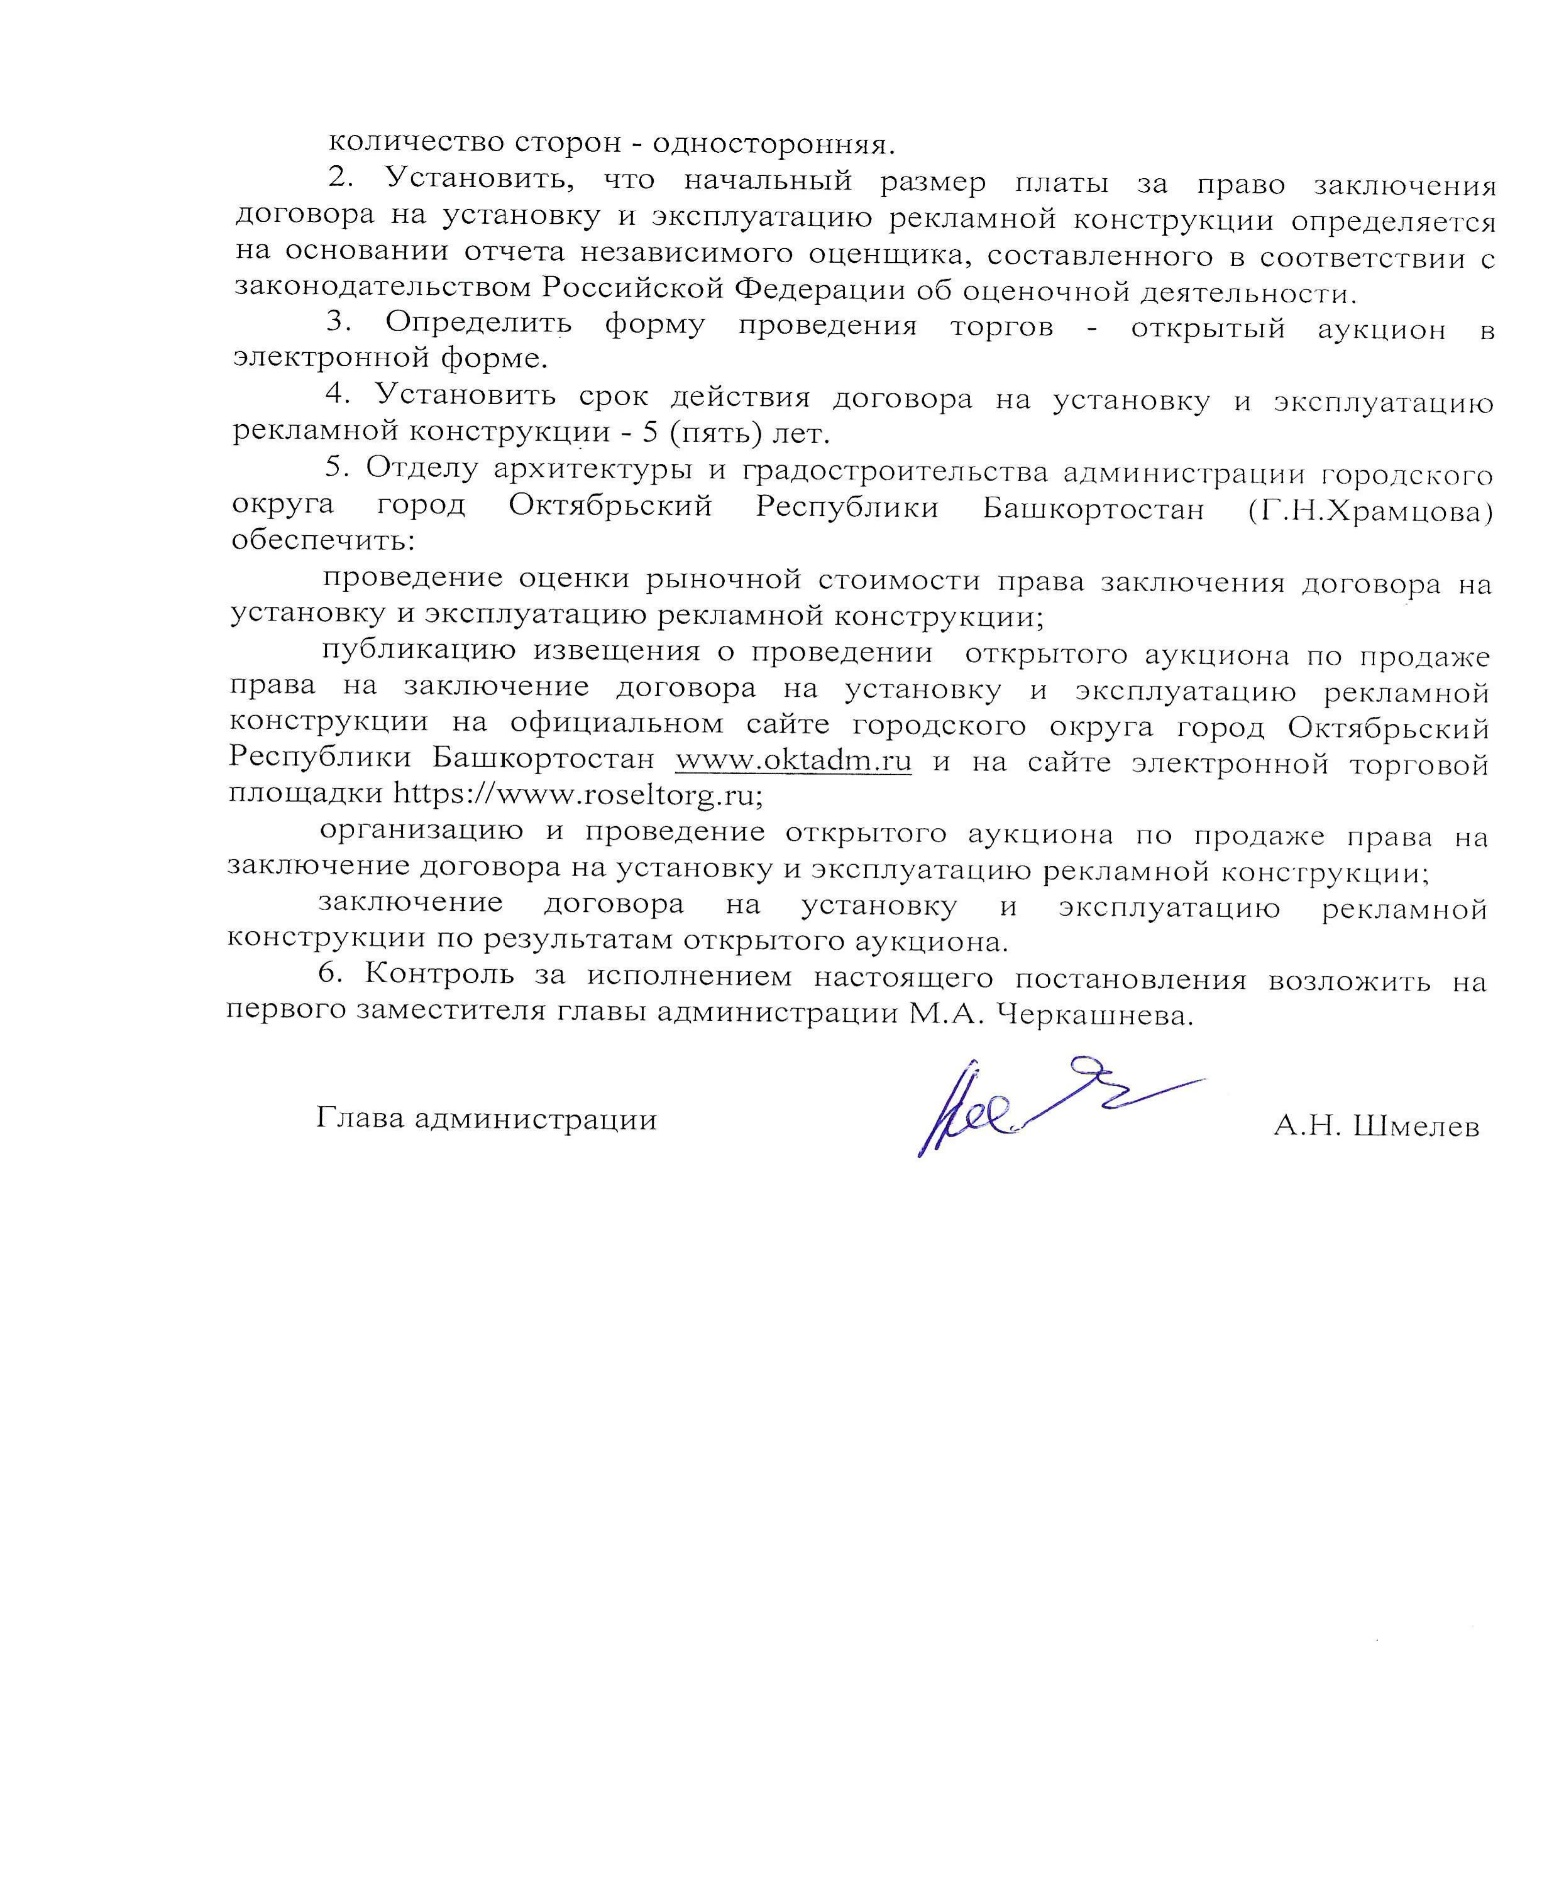 количество сторон - односторонняя.
2. Установить, что начальный размер платы за право заключения
договора на установку и эксплуатацию рекламной конструкции определяется
на основании отчета независимого оценщика, составленного в соответствии с
законодательством Российской Федерации об оценочной деятельности.
3. Определить форму проведения торгов - открытый аукцион в
электронной форме.
4. Установить срок действия договора на установку и эксплуатацию
рекламной конструкции - 5 (пять) лет.
5. Отделу архитектуры и градостроительства администрации городского
округа город Октябрьский Республики Башкортостан (Г.Н.Храмцова)
обеспечить:
проведение оценки рыночной стоимости права заключения договора на
установку и эксплуатацию рекламной конструкции;
публикацию извещения о проведении открытого аукциона по продаже
права на заключение договора на установку и эксплуатацию рекламной
конструкции на официальном сайте городского округа город Октябрьский
Республики Башкортостан www.oktadm.ru и на сайте электронной торговой
площадки https://www.roseltorg.ru;
организацию и проведение открытого аукциона по продаже права на
заключение договора на установку и эксплуатацию рекламной конструкции;
заключение договора на установку и эксплуатацию рекламной
конструкции по результатам открытого аукциона.
6. Контроль за исполнением настоящего постановления возложить на
первого заместителя главы администрации М.А. Черкашнева.
Глава администрации А.Н. Шмелев